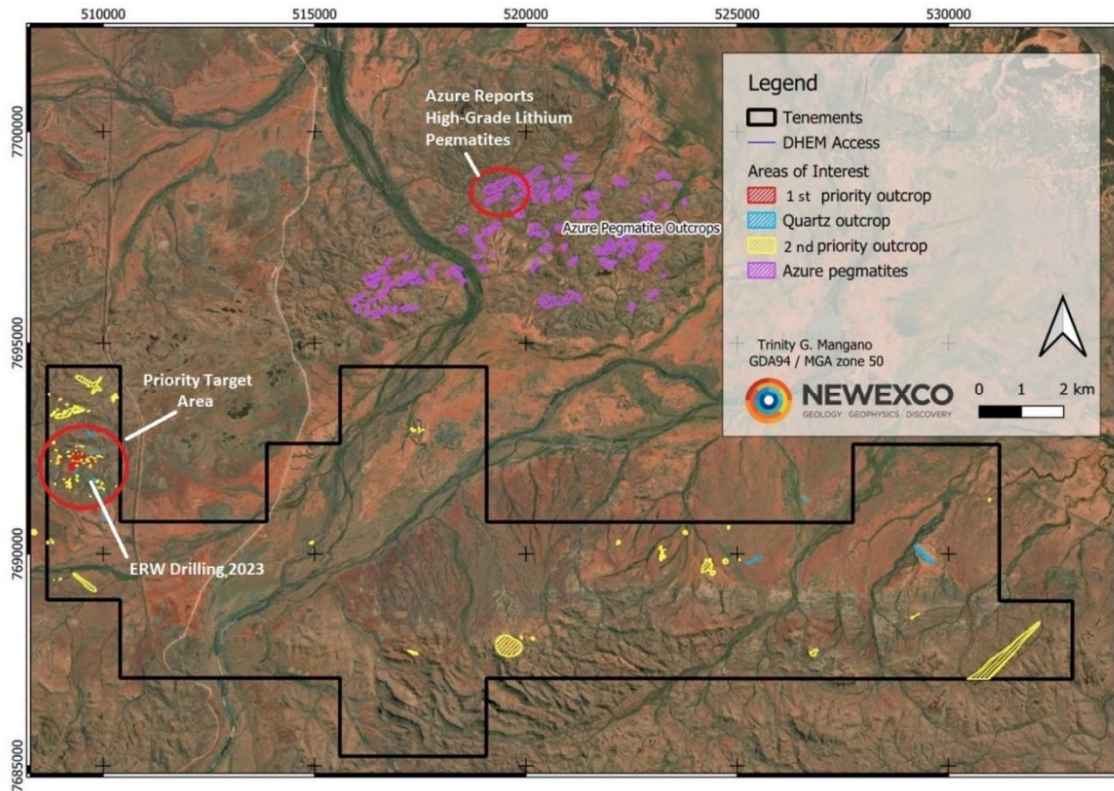 510000
515000
520000
525000
530000
7700000
7695000
7690000
7685000
Azure Reports
High-Grade Lithium
Pegmatites
Azure Pegmatite Outcrops
Priority Target
Area
ERW Drilling 2023
Legend
Tenements
DHEM Access
Areas of Interest
1 st priority outcrop
Quartz outcrop
2 nd priority outcrop
Azure pegmatites
Trinity G. Mangano
GDA94 / MGA zone 50
NEWEXCO
GEOLOGY GEOPHYSICS DISCOVERY
0 1 2 km